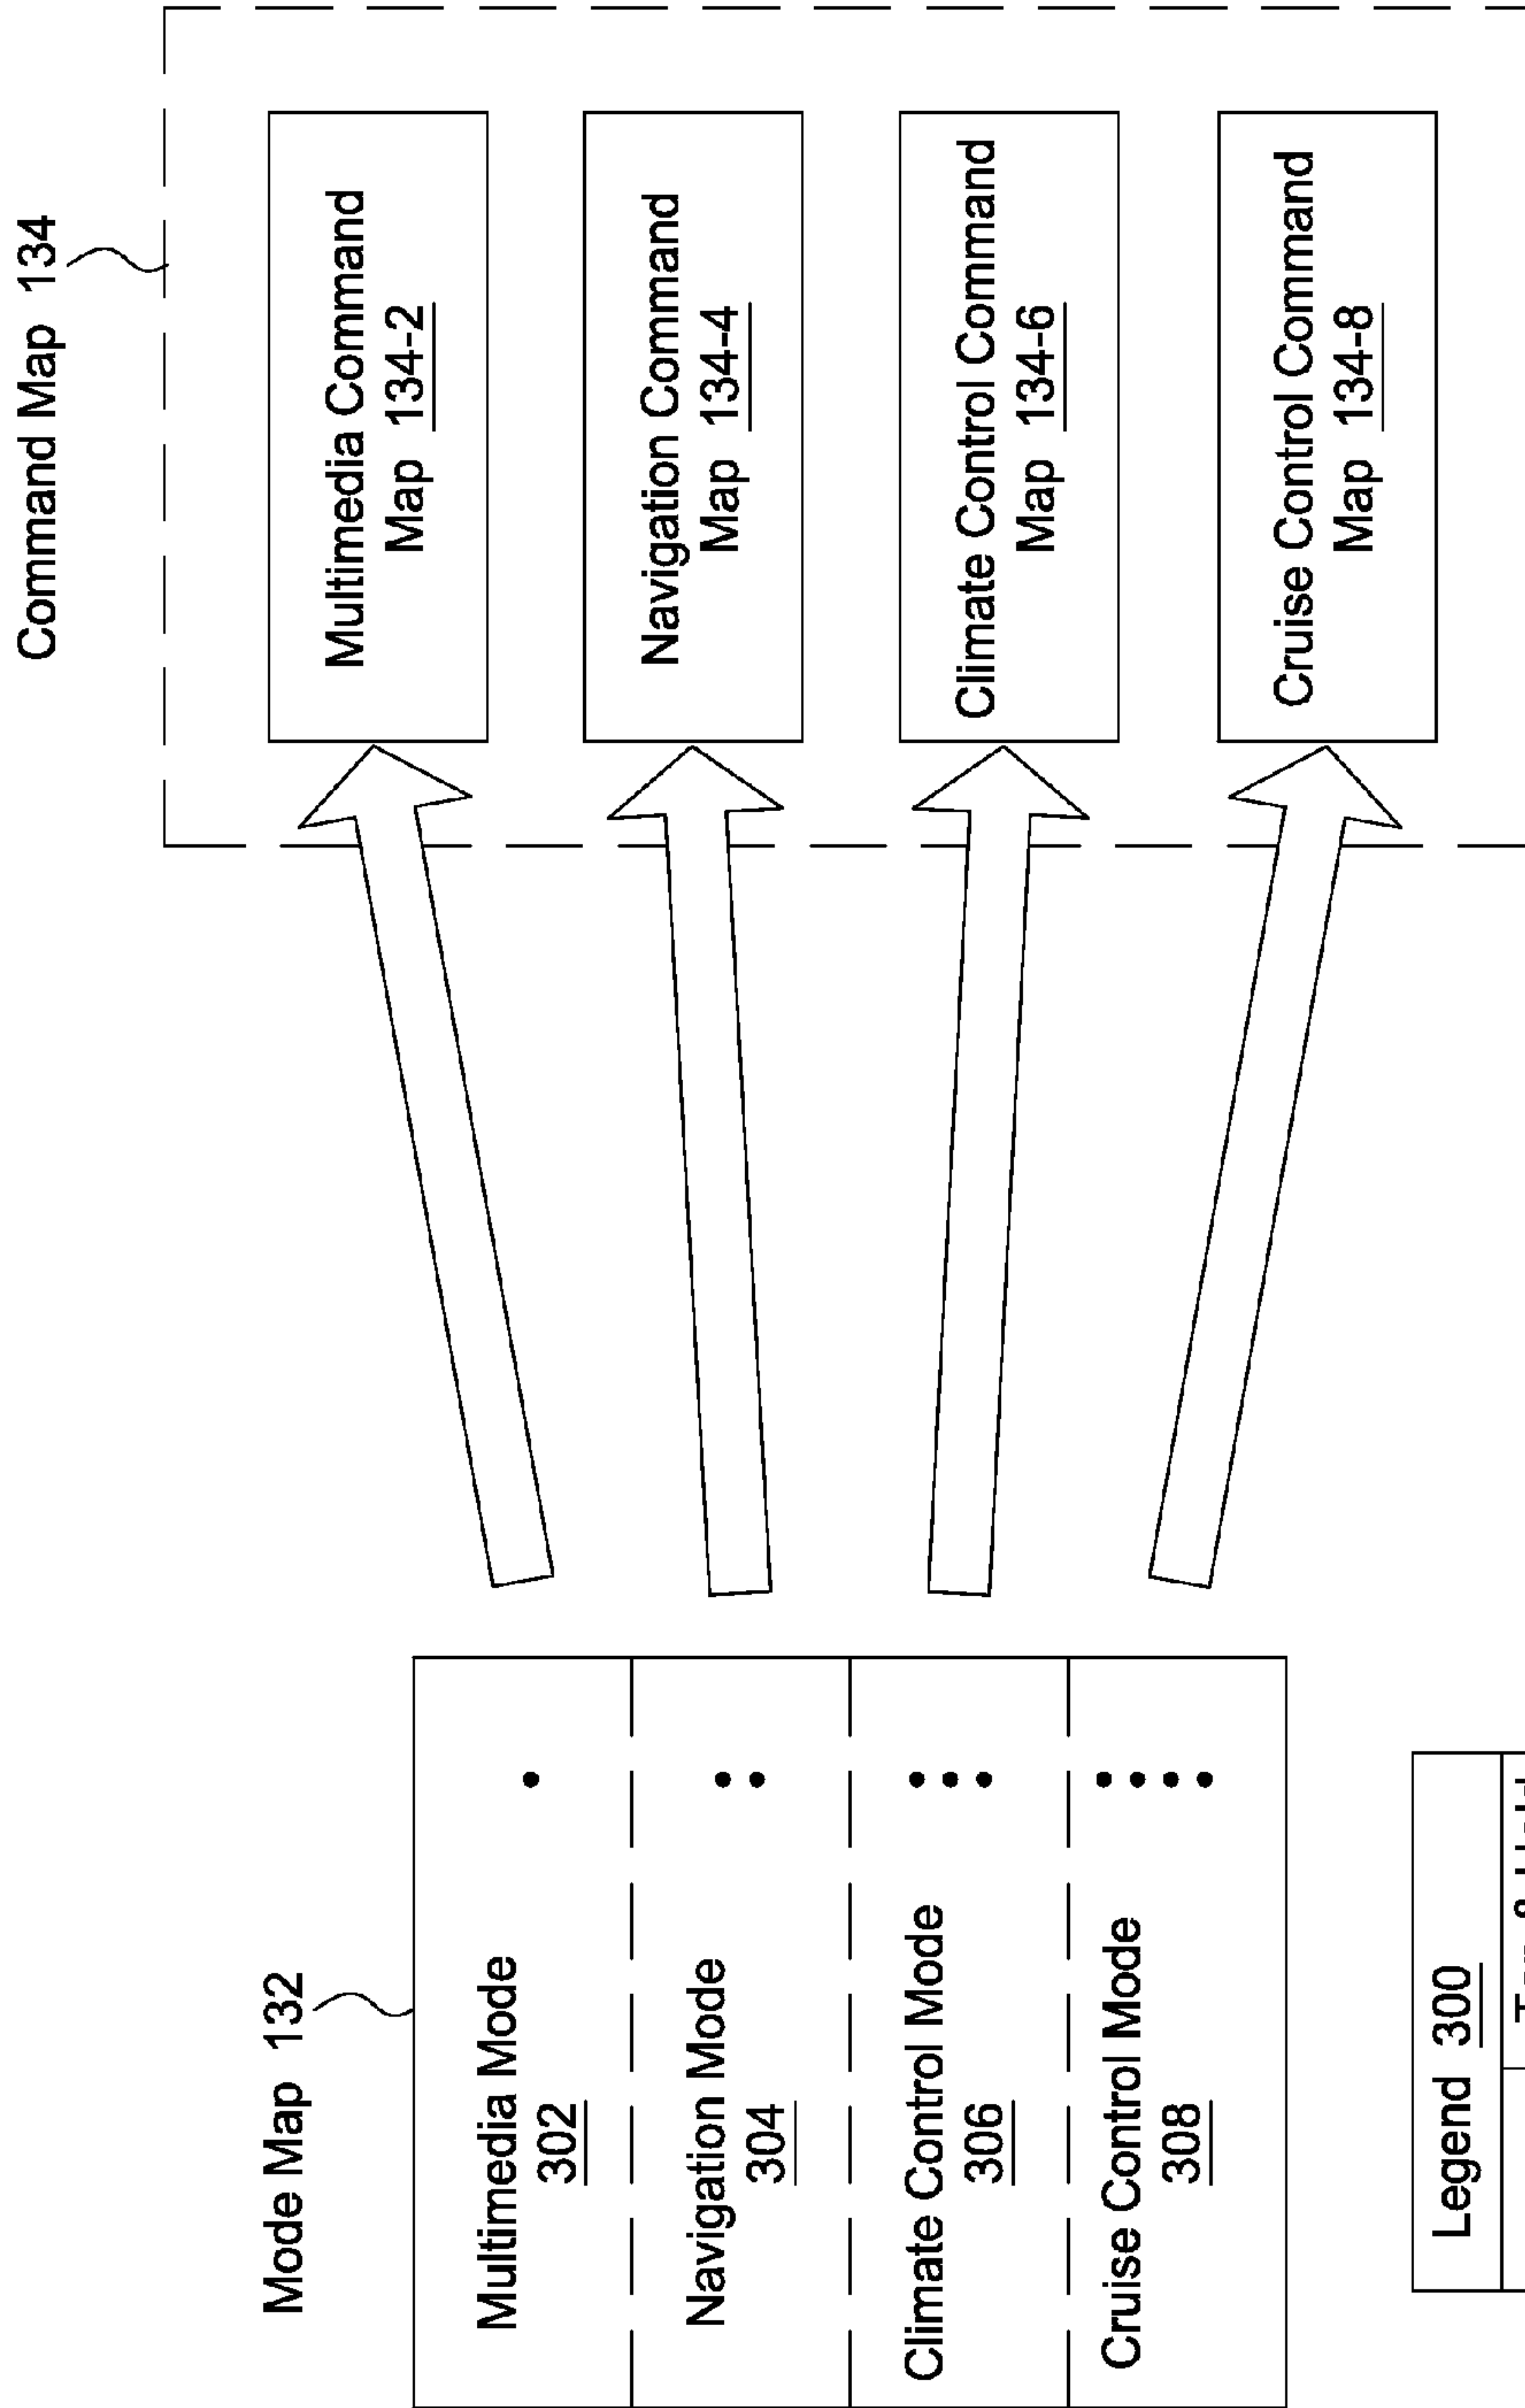 Command Map 134
Multimedia Command
Map 134-2
Navigation Command
Map 134-4
Climate Control Command
Map 134-6
Cruise Control Command
Map 134-8
Mode Map 132
Multimedia Mode
302
Navigation Mode
304
Climate Control Mode
306
Cruise Control Mode
308
Legend 300